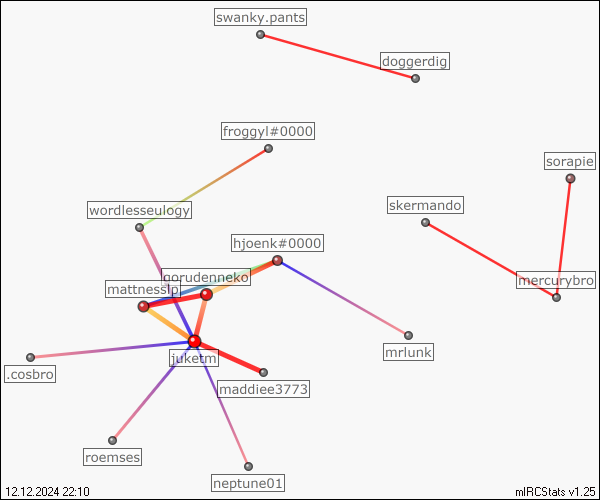 swanky.pants
doggerdig
froggyl#0000
sorapie
skermando
wordlesseulogy
hjoenk#0000
gorudenneko
mercurybro
mattnesslp
mrlunk
juketm
.cosbro
maddiee3773
roemses
neptune01
12.12.2024 22:10
mIRCStats v1.25